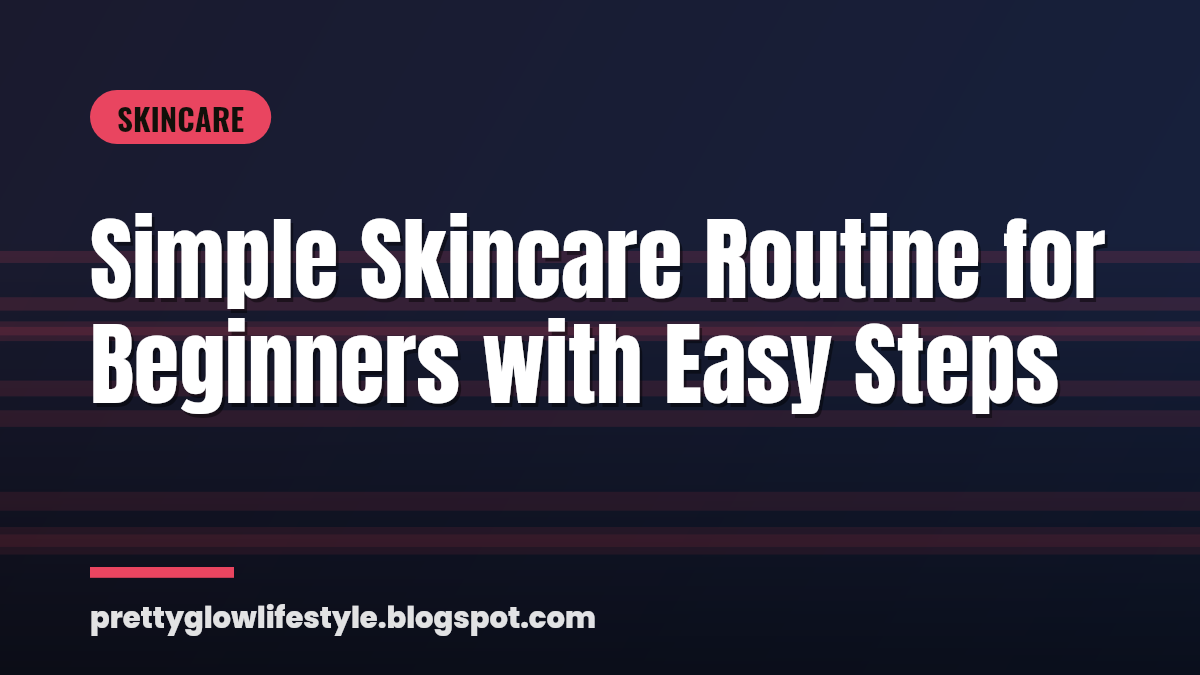 SKINCARE
Simple Skincare Routine for
Beginners with Easy Steps
prettyglowlifestyle.blogspot.com